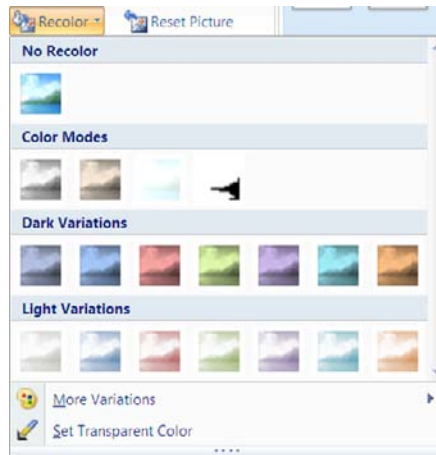 Recolor Reset Picture
No Recolor
Color Modes
Dark Variations
Light Variations
More Variations
Set Transparent Color